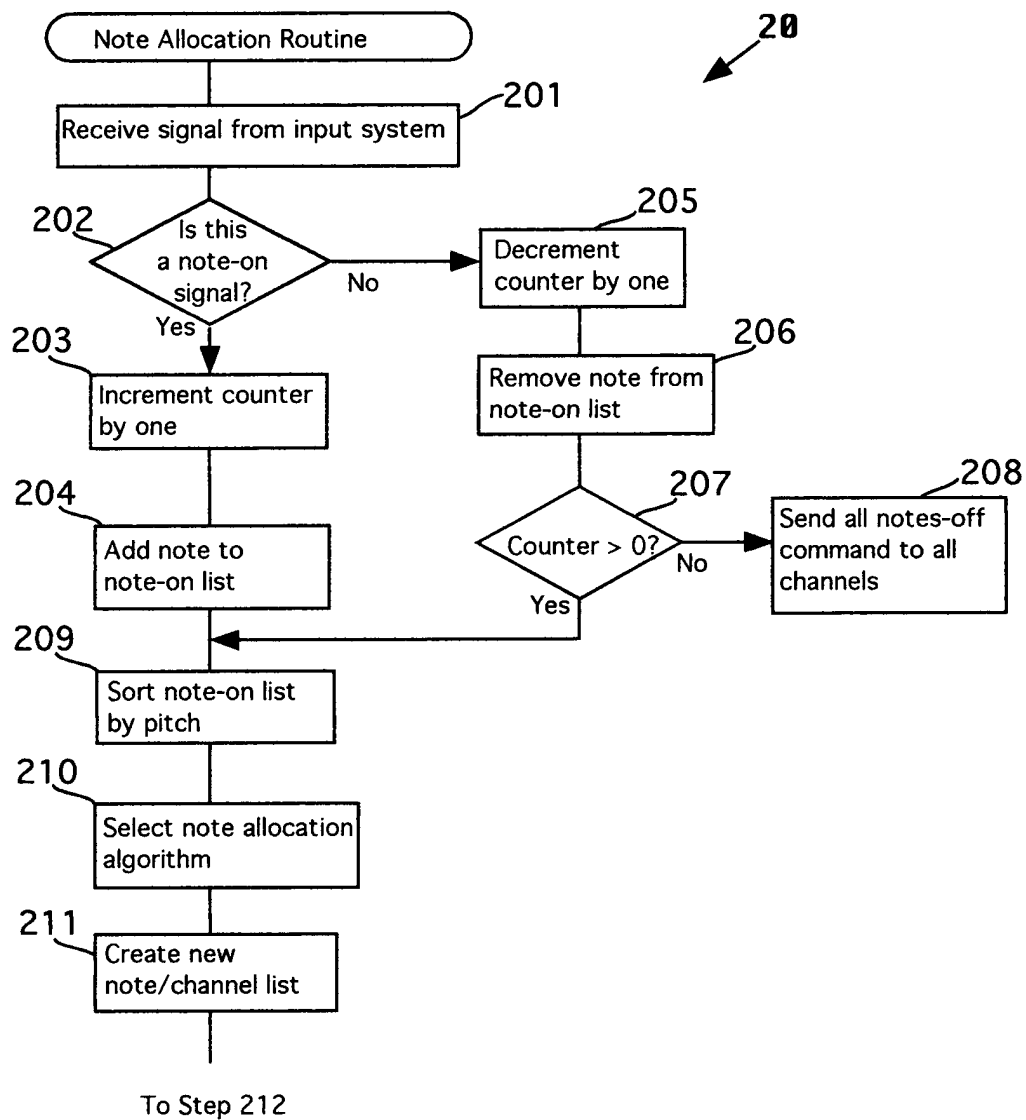 Note Allocation Routine
20
201
Receive signal from input system
202
Is this
a note-on
signal?
No
Yes
205
Decrement
counter by one
203
Increment counter
by one
206
Remove note from
note-on list
204
Add note to
note-on list
207
Counter > 0?
No
Yes
208
Send all notes-off
command to all
channels
209
Sort note-on list
by pitch
210
Select note allocation
algorithm
211
Create new
note/channel list
To Step 212